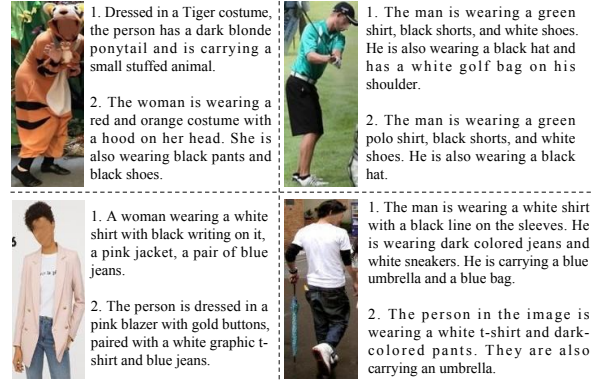 1. Dressed in a Tiger costume,
the person has a dark blonde
ponytail and is carrying a
small stuffed animal.
2. The woman is wearing a
red and orange costume with
a hood on her head. She is
also wearing black pants and
black shoes.
1. The man is wearing a green
shirt, black shorts, and white shoes.
He is also wearing a black hat and
has a white golf bag on his
shoulder.
2. The man is wearing a green
polo shirt, black shorts, and white
shoes. He is also wearing a black
hat.
1. A woman wearing a white
shirt with black writing on it,
a pink jacket, a pair of blue
jeans.
2. The person is dressed in a
pink blazer with gold buttons,
paired with a white graphic t-
shirt and blue jeans.
1. The man is wearing a white shirt
with a black line on the sleeves. He
is wearing dark colored jeans and
white sneakers. He is carrying a blue
umbrella and a blue bag.
2. The person in the image is
wearing a white t-shirt and dark-
colored pants. They are also
carrying an umbrella.